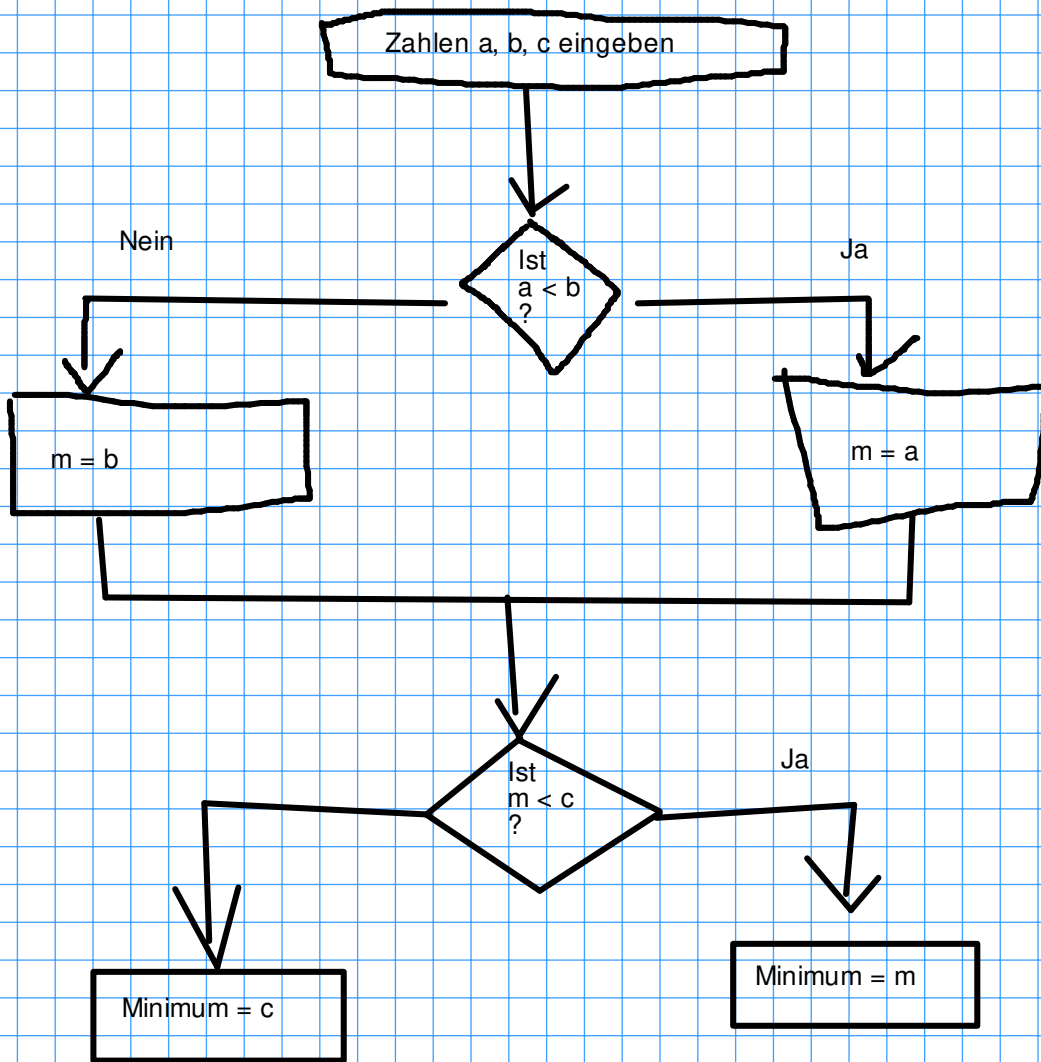 Zahlen a, b, c eingeben
Nein
Ja
Ist
a < b
?
m = b
m = a
Ist
m < c
?
Ja
Minimum = c
Minimum = m